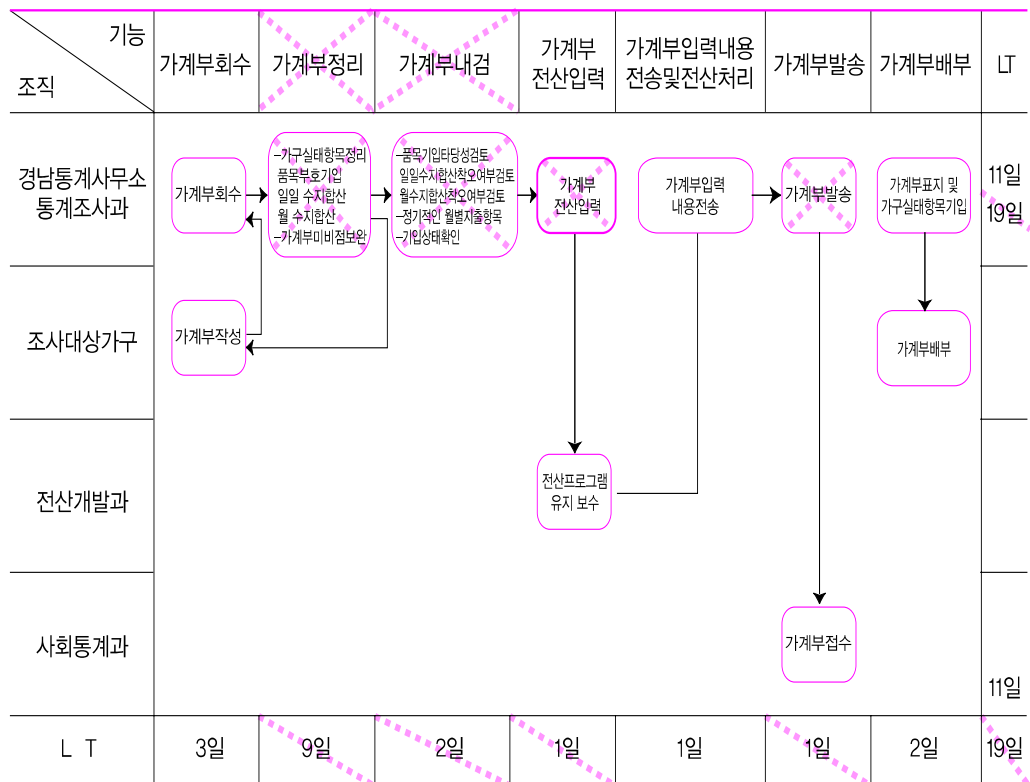 기능
조직
가계부회수
가계부정리
가계부내검
가계부
전산입력
가계부입력내용
전송및전산처리
가계부발송
가계부배부
LT
경남통계사무소
통계조사과
가계부회수
-가구실태항목정리
품목부호기입
일일 수지합산
월 수지합산
-가계부미비점보완
-품목기입타당성검토
일일수지합산착오여부검토
월수지합산착오여부검토
-정기적인 월별지출항목
-기입상태확인
가계부
전산입력
가계부입력
내용전송
가계부발송
가계부표지 및
가구실태항목기입
11일
19일
조사대상가구
가계부작성
가계부배부
전산개발과
전산프로그램
유지 보수
사회통계과
가계부접수
11일
L T
3일
9일
2일
1일
1일
1일
2일
19일